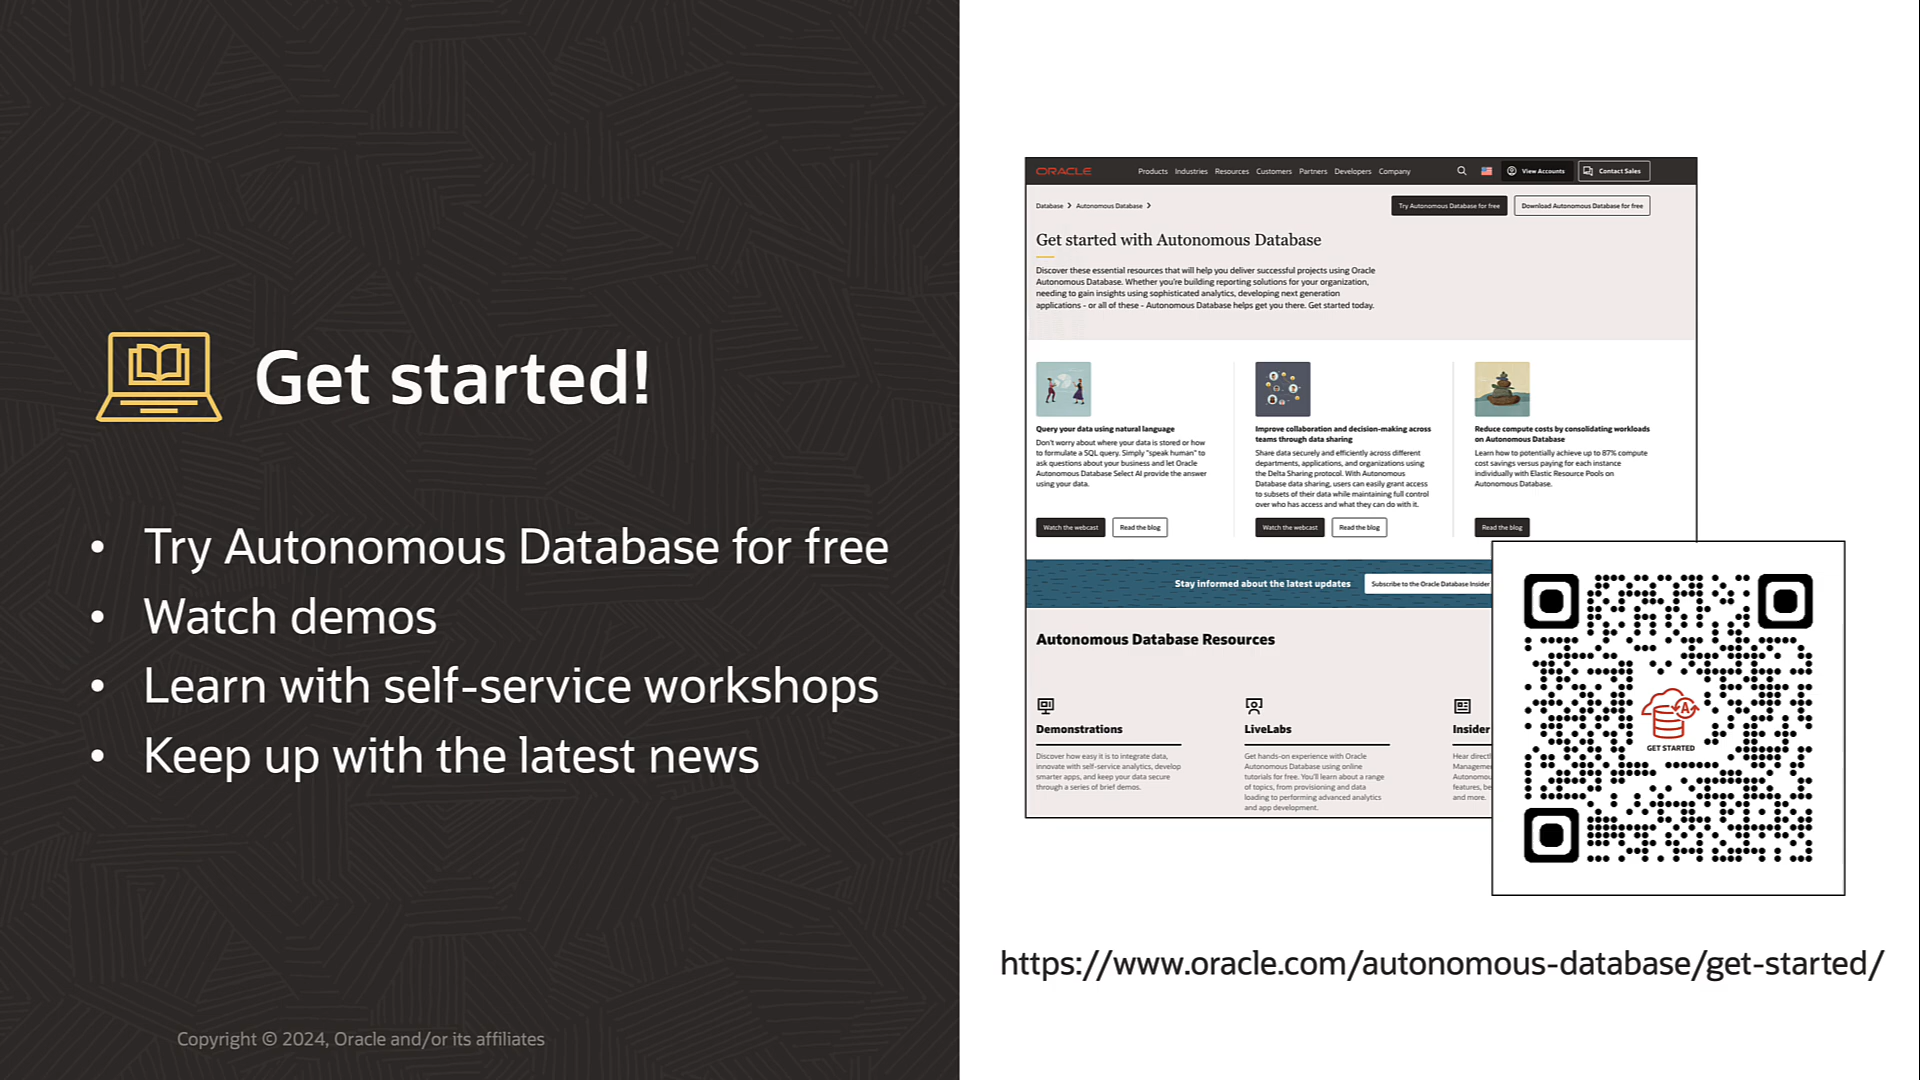 Get started!
• Try Autonomous Database for free
• Watch demos
• Learn with self-service workshops
• Keep up with the latest news
Copyright © 2024, Oracle and/or its affiliates
ORACLE
Products Industries Resources Customers Partners Developers Company
View Accounts
Contact Sales
Database > Autonomous Database >
Try Autonomous Database for free
Download Autonomous Database for free
Get started with Autonomous Database
Discover these essential resources that will help you deliver successful projects using Oracle
Autonomous Database. Whether you're building reporting solutions for your organization,
needing to gain insights using sophisticated analytics, developing next generation
applications - or all of these - Autonomous Database helps get you there. Get started today.
Query your data using natural language
Don't worry about where your data is stored or how
to formulate a SQL query. Simply "speak human" to
ask questions about your business and let Oracle
Autonomous Database Select AI provide the answer
using your data.
Watch the webcast
Read the blog
Improve collaboration and decision-making across
teams through data sharing
Share data securely and efficiently across different
departments, applications, and organizations using
the Delta Sharing protocol. With Autonomous
Database data sharing, users can easily grant access
to subsets of their data while maintaining full control
over who has access and what they can do with it.
Watch the webcast
Read the blog
Reduce compute costs by consolidating workloads
on Autonomous Database
Learn how to potentially achieve up to 87% compute
cost savings versus paying for each instance
individually with Elastic Resource Pools on
Autonomous Database.
Read the blog
Stay informed about the latest updates
Subscribe to the Oracle Database Insider
Autonomous Database Resources
Demonstrations
Discover how easy it is to integrate data,
innovate with self-service analytics, develop
smarter apps, and keep your data secure
through a series of brief demos.
LiveLabs
Get hands-on experience with Oracle
Autonomous Database using online
tutorials for free. You'll learn about a range
of topics, from provisioning and data
loading to performing advanced analytics
and app development.
Insider
Hear direct
Manageme
Autonomou
features, be
and more.
A
GET STARTED
https://www.oracle.com/autonomous-database/get-started/